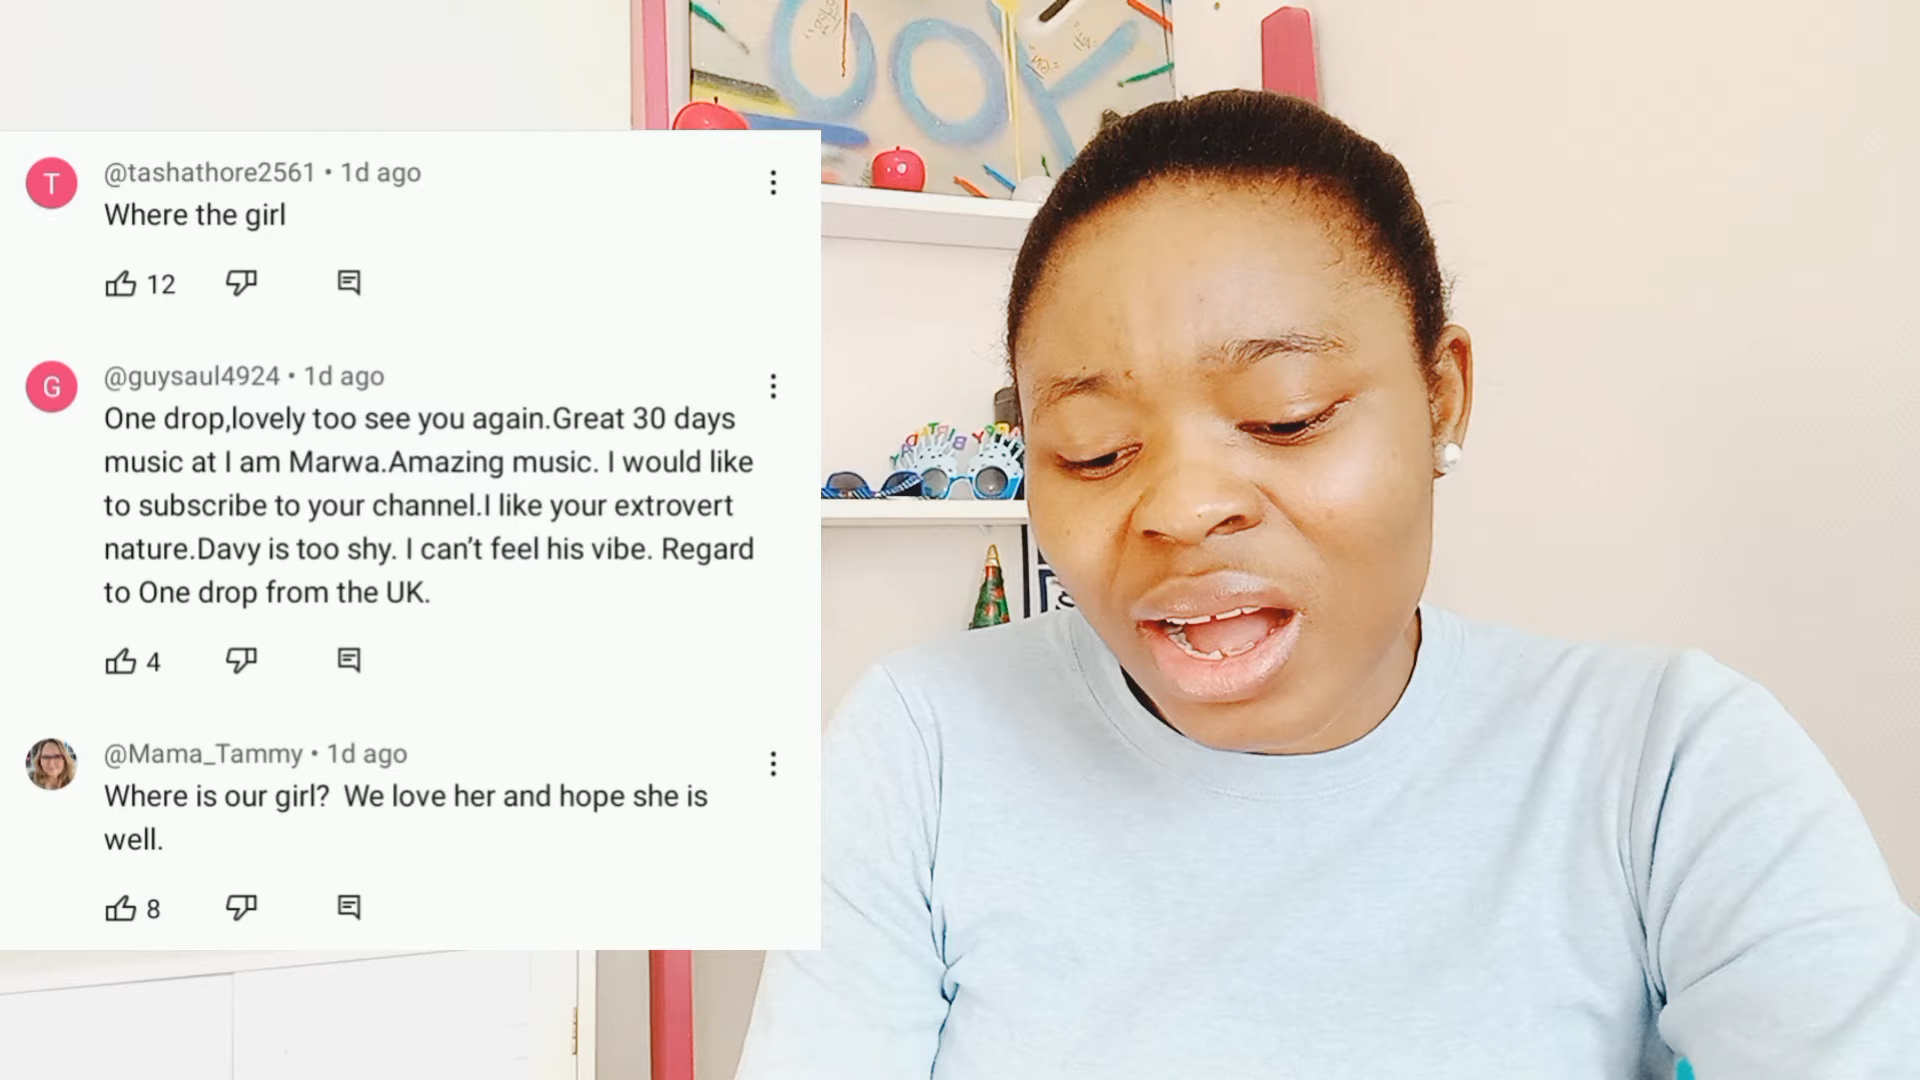 OOK
@tashathore2561 • 1d ago
T
Where the girl
12
@guysaul4924 • 1d ago
G
One drop,lovely too see you again.Great 30 days
music at I am Marwa.Amazing music. I would like
to subscribe to your channel.I like your extrovert
nature.Davy is too shy. I can’t feel his vibe. Regard
to One drop from the UK.
4
@Mama_Tammy • 1d ago
Where is our girl?  We love her and hope she is
well.
8